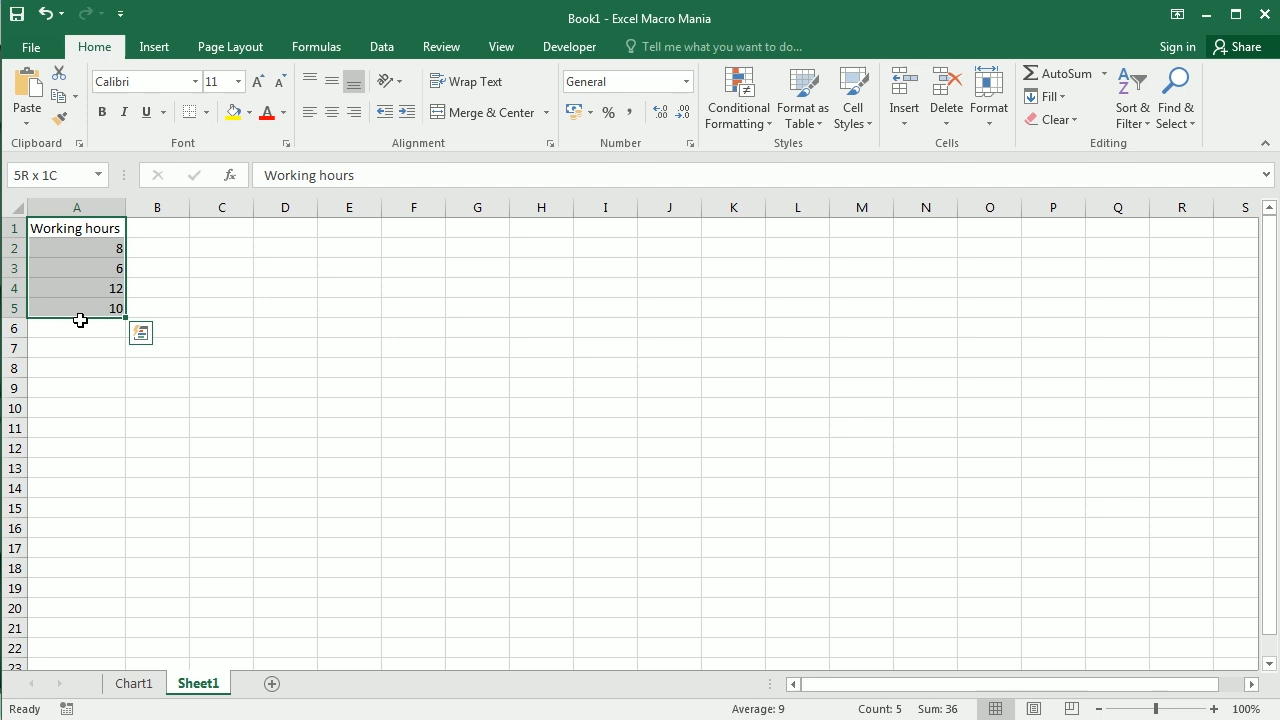 Book1 - Excel Macro Mania
File Home Insert Page Layout Formulas Data Review View Developer Tell me what you want to do... Sign in Share
Paste
Clipboard
Calibri 11
B I U A
Font
Wrap Text
Merge & Center
Alignment
General
%
Number
Conditional Formatting
Format as Table
Cell Styles
Styles
Insert Delete Format
Cells
AutoSum
Fill
Clear
Sort & Filter
Find & Select
Editing
5R x 1C fx Working hours
A B C D E F G H I J K L M N O P Q R S
1 Working hours
2 8
3 6
4 12
5 10
6
7
8
9
10
11
12
13
14
15
16
17
18
19
20
21
22
23
Chart1 Sheet1
Ready Average: 9 Count: 5 Sum: 36 100%